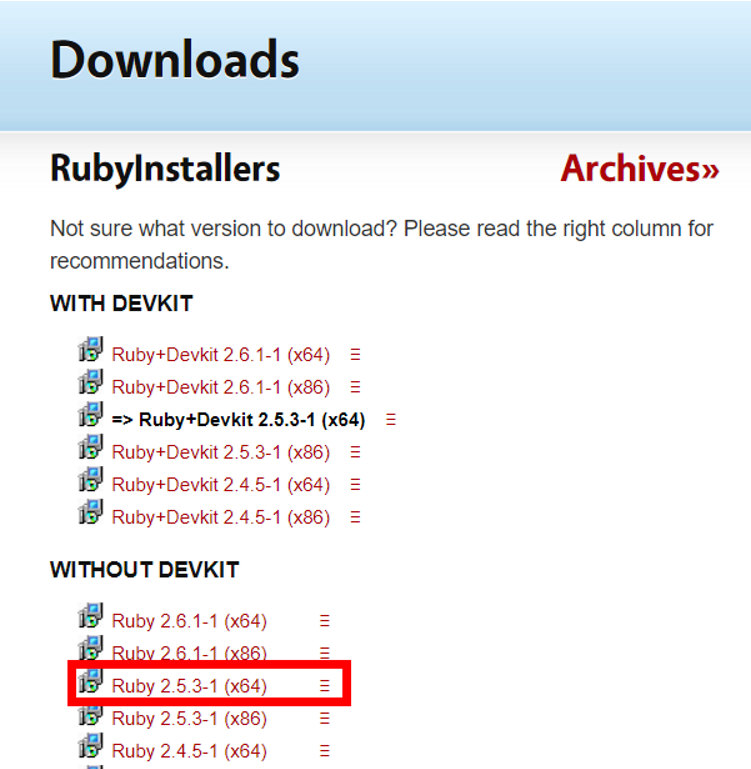 Downloads
RubyInstallers
Archives»
Not sure what version to download? Please read the right column for
recommendations.
WITH DEVKIT
Ruby+Devkit 2.6.1-1 (x64)
Ruby+Devkit 2.6.1-1 (x86)
=> Ruby+Devkit 2.5.3-1 (x64)
Ruby+Devkit 2.5.3-1 (x86)
Ruby+Devkit 2.4.5-1 (x64)
Ruby+Devkit 2.4.5-1 (x86)
WITHOUT DEVKIT
Ruby 2.6.1-1 (x64)
Ruby 2.6.1-1 (x86)
Ruby 2.5.3-1 (x64)
Ruby 2.5.3-1 (x86)
Ruby 2.4.5-1 (x64)